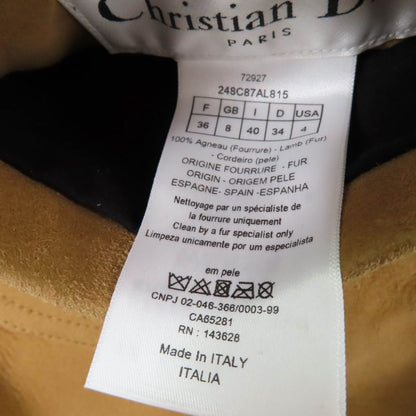 Christian D
PARIS
72927
248C87AL815
F GB I D USA
36 8 40 34 4
100% Agneau (Fourrure) - Lamb (Fur)
- Cordeiro (pele)
ORIGINE FOURRURE - FUR
ORIGIN - ORIGEM PELE
ESPAGNE- SPAIN -ESPANHA
Nettoyage par un spécialiste de
la fourrure uniquement
Clean by a fur specialist only
Limpeza unicamente por um especialista
em pele
CNPJ 02-046-366/0003-99
CA65281
RN : 143628
Made In ITALY
ITALIA